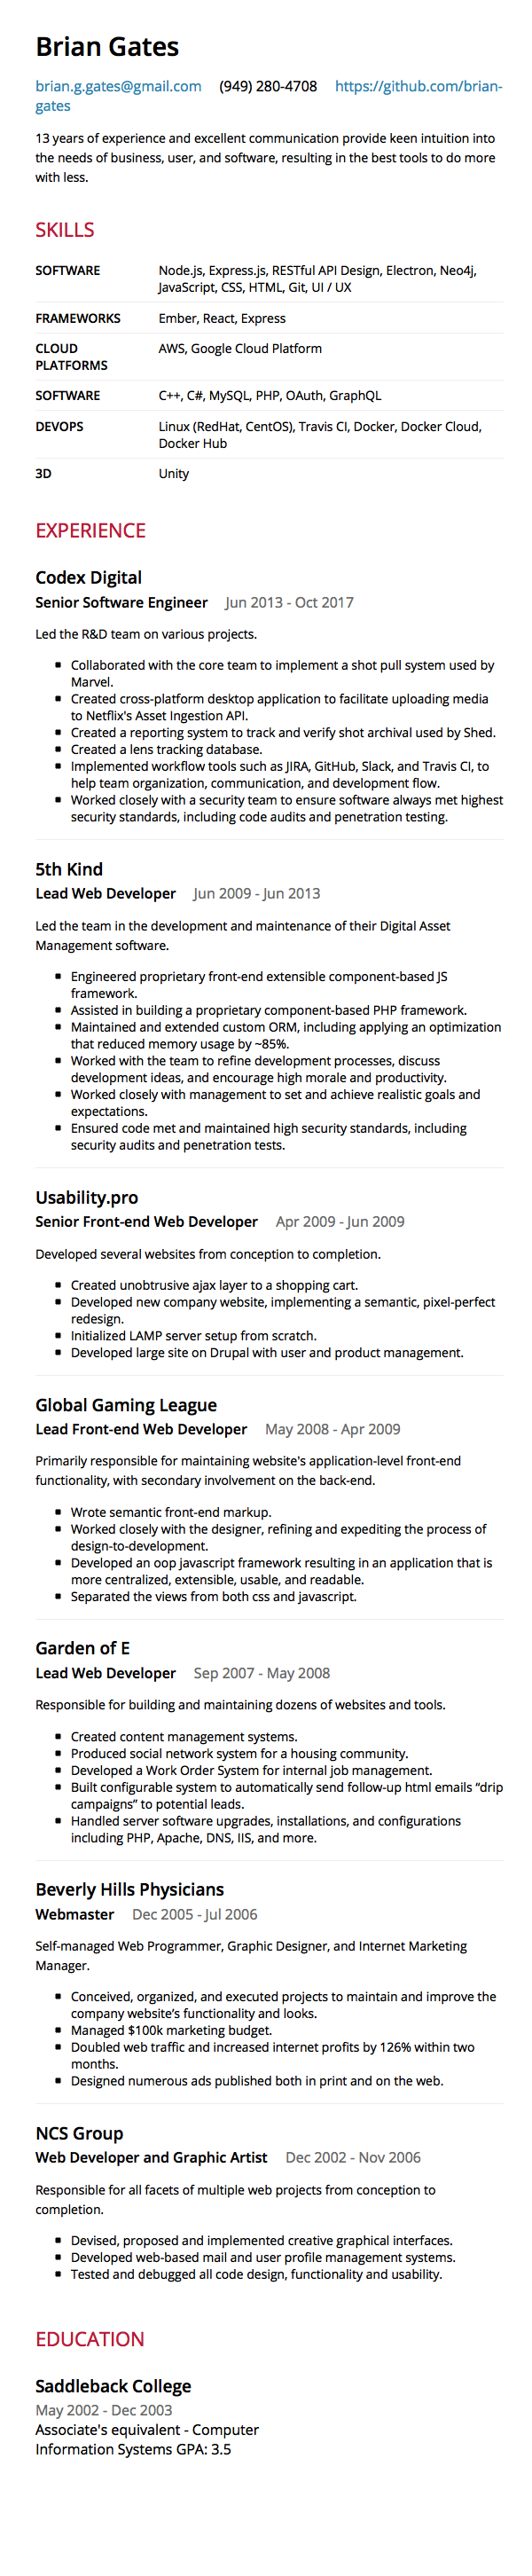 Brian Gates
brian.g.gates@gmail.com (949) 280-4708 https://github.com/brian-
gates
13 years of experience and excellent communication provide keen intuition into
the needs of business, user, and software, resulting in the best tools to do more
with less.
SKILLS
SOFTWARE Node.js, Express.js, RESTful API Design, Electron, Neo4j,
JavaScript, CSS, HTML, Git, UI / UX
FRAMEWORKS Ember, React, Express
CLOUD AWS, Google Cloud Platform
PLATFORMS
SOFTWARE C++, C#, MySQL, PHP, OAuth, GraphQL
DEVOPS Linux (RedHat, CentOS), Travis CI, Docker, Docker Cloud,
Docker Hub
3D Unity
EXPERIENCE
Codex Digital
Senior Software Engineer Jun 2013 - Oct 2017
Led the R&D team on various projects.
▪ Collaborated with the core team to implement a shot pull system used by
Marvel.
▪ Created cross-platform desktop application to facilitate uploading media
to Netflix's Asset Ingestion API.
▪ Created a reporting system to track and verify shot archival used by Shed.
▪ Created a lens tracking database.
▪ Implemented workflow tools such as JIRA, GitHub, Slack, and Travis CI, to
help team organization, communication, and development flow.
▪ Worked closely with a security team to ensure software always met highest
security standards, including code audits and penetration testing.
5th Kind
Lead Web Developer Jun 2009 - Jun 2013
Led the team in the development and maintenance of their Digital Asset
Management software.
▪ Engineered proprietary front-end extensible component-based JS
framework.
▪ Assisted in building a proprietary component-based PHP framework.
▪ Maintained and extended custom ORM, including applying an optimization
that reduced memory usage by ~85%.
▪ Worked with the team to refine development processes, discuss
development ideas, and encourage high morale and productivity.
▪ Worked closely with management to set and achieve realistic goals and
expectations.
▪ Ensured code met and maintained high security standards, including
security audits and penetration tests.
Usability.pro
Senior Front-end Web Developer Apr 2009 - Jun 2009
Developed several websites from conception to completion.
▪ Created unobtrusive ajax layer to a shopping cart.
▪ Developed new company website, implementing a semantic, pixel-perfect
redesign.
▪ Initialized LAMP server setup from scratch.
▪ Developed large site on Drupal with user and product management.
Global Gaming League
Lead Front-end Web Developer May 2008 - Apr 2009
Primarily responsible for maintaining website's application-level front-end
functionality, with secondary involvement on the back-end.
▪ Wrote semantic front-end markup.
▪ Worked closely with the designer, refining and expediting the process of
design-to-development.
▪ Developed an oop javascript framework resulting in an application that is
more centralized, extensible, usable, and readable.
▪ Separated the views from both css and javascript.
Garden of E
Lead Web Developer Sep 2007 - May 2008
Responsible for building and maintaining dozens of websites and tools.
▪ Created content management systems.
▪ Produced social network system for a housing community.
▪ Developed a Work Order System for internal job management.
▪ Built configurable system to automatically send follow-up html emails “drip
campaigns” to potential leads.
▪ Handled server software upgrades, installations, and configurations
including PHP, Apache, DNS, IIS, and more.
Beverly Hills Physicians
Webmaster Dec 2005 - Jul 2006
Self-managed Web Programmer, Graphic Designer, and Internet Marketing
Manager.
▪ Conceived, organized, and executed projects to maintain and improve the
company website’s functionality and looks.
▪ Managed $100k marketing budget.
▪ Doubled web traffic and increased internet profits by 126% within two
months.
▪ Designed numerous ads published both in print and on the web.
NCS Group
Web Developer and Graphic Artist Dec 2002 - Nov 2006
Responsible for all facets of multiple web projects from conception to
completion.
▪ Devised, proposed and implemented creative graphical interfaces.
▪ Developed web-based mail and user profile management systems.
▪ Tested and debugged all code design, functionality and usability.
EDUCATION
Saddleback College
May 2002 - Dec 2003
Associate's equivalent - Computer
Information Systems GPA: 3.5